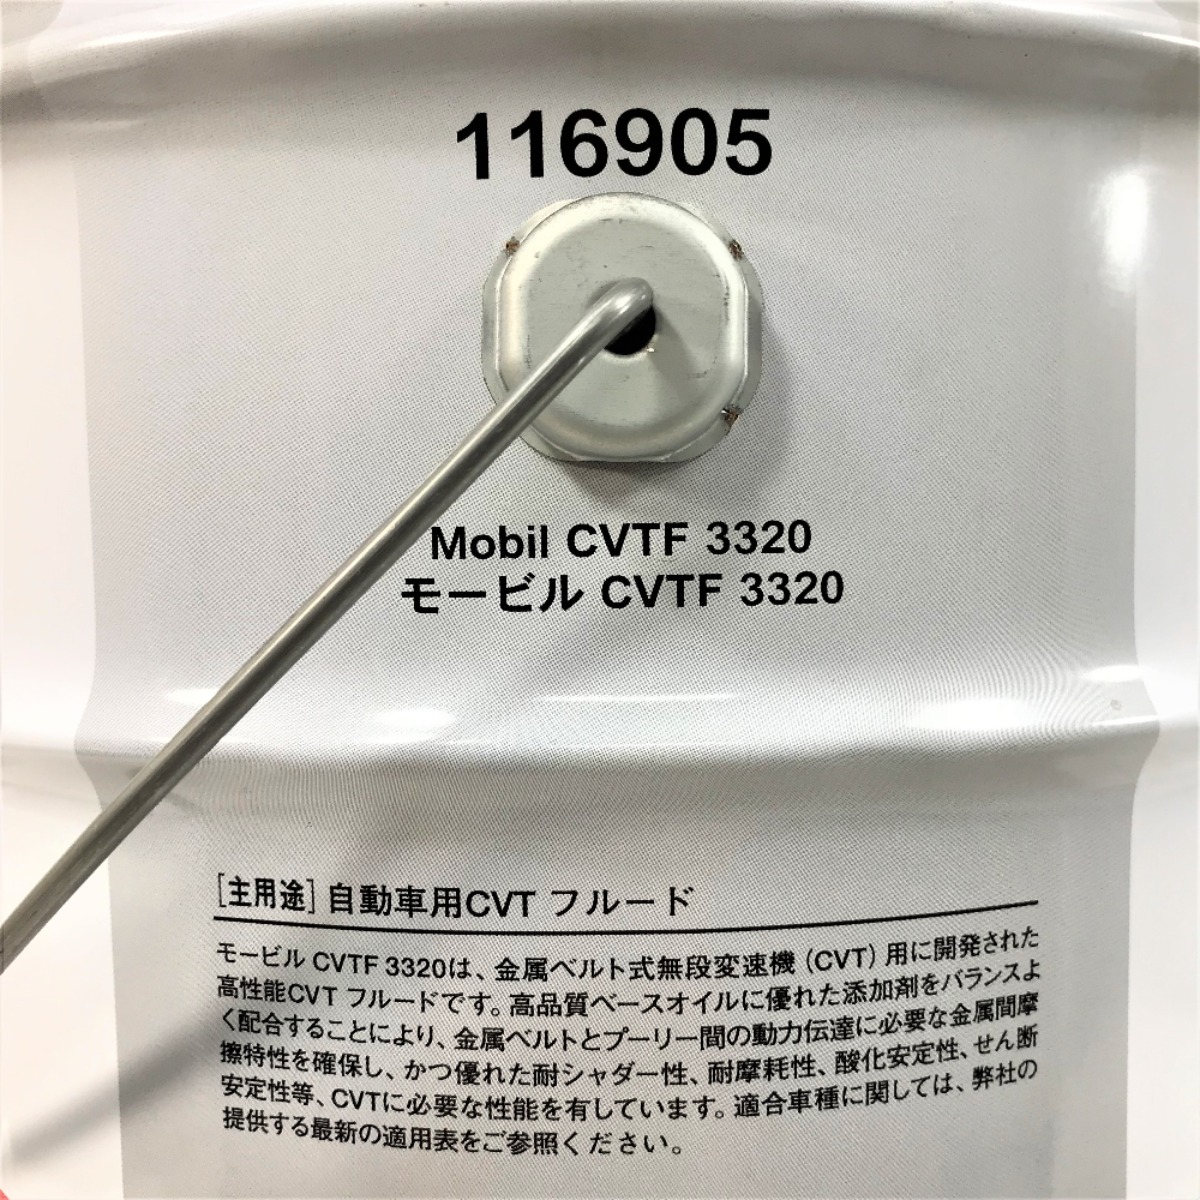 116905
Mobil CVTF 3320
モービル CVTF 3320
［主用途］自動車用CVT フルード
モービル CVTF 3320は、金属ベルト式無段変速機（CVT）用に開発された
高性能CVT フルードです。高品質ベースオイルに優れた添加剤をバランスよ
く配合することにより、金属ベルトとプーリー間の動力伝達に必要な金属間摩
擦特性を確保し、かつ優れた耐シャダー性、耐摩耗性、酸化安定性、せん断
安定性等、CVTに必要な性能を有しています。適合車種に関しては、弊社の
提供する最新の適用表をご参照ください。